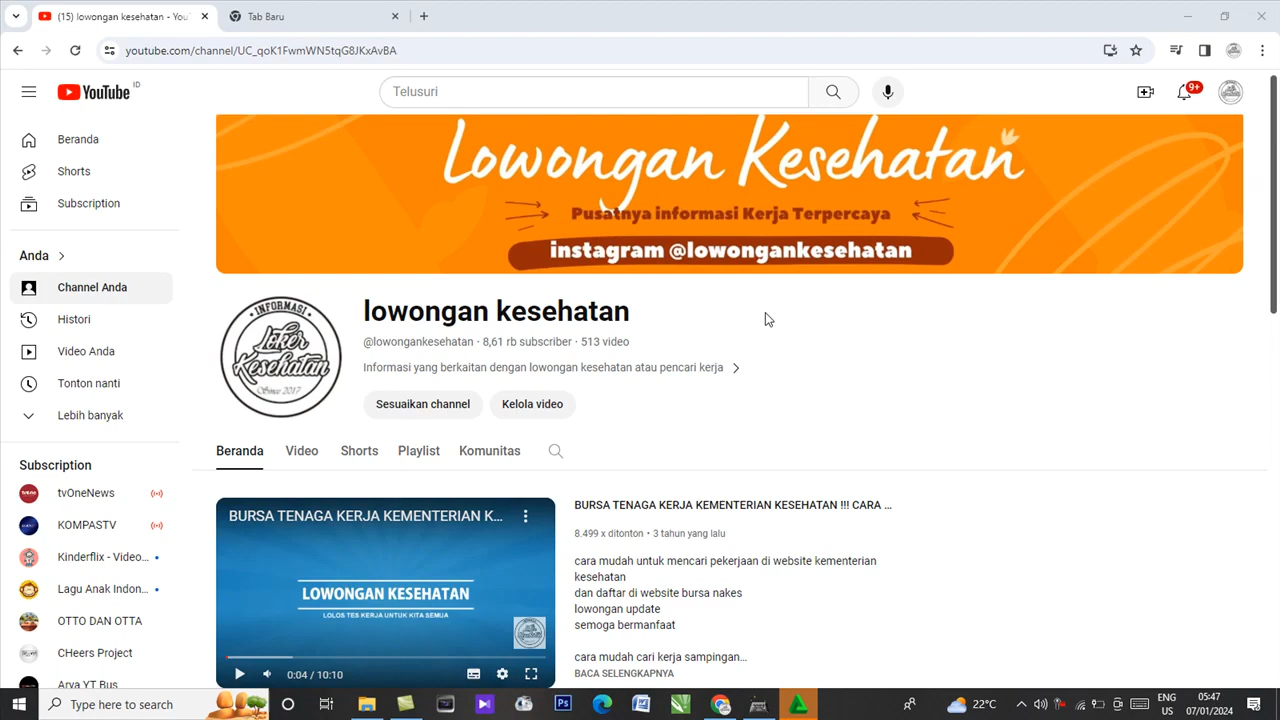 (15) lowongan kesehatan - You
Tab Baru
youtube.com/channel/UC_qoK1FwmWN5tqG8JKxAvBA
YouTube ID
Telusuri
9+
Beranda
Shorts
Subscription
Anda
Channel Anda
Histori
Video Anda
Tonton nanti
Lebih banyak
Subscription
tvOneNews
KOMPASTV
Kinderflix - Video...
Lagu Anak Indon...
OTTO DAN OTTA
CHeers Project
Arya YT Bus
Lowongan Kesehatan
Pusatnya informasi Kerja Terpercaya
instagram @lowongankesehatan
INFORMASI
Loker
Kesehatan
Since 2017
lowongan kesehatan
@lowongankesehatan · 8,61 rb subscriber · 513 video
Informasi yang berkaitan dengan lowongan kesehatan atau pencari kerja
Sesuaikan channel
Kelola video
Beranda Video Shorts Playlist Komunitas
BURSA TENAGA KERJA KEMENTERIAN K...
LOWONGAN KESEHATAN
LOLOS TES KERJA UNTUK KITA SEMUA
0:04 / 10:10
BURSA TENAGA KERJA KEMENTERIAN KESEHATAN !!! CARA ...
8.499 x ditonton • 3 tahun yang lalu
cara mudah untuk mencari pekerjaan di website kementerian
kesehatan
dan daftar di website bursa nakes
lowongan update
semoga bermanfaat
cara mudah cari kerja sampingan...
BACA SELENGKAPNYA
Type here to search
Ps
22°C
ENG
US
05:47
07/01/2024